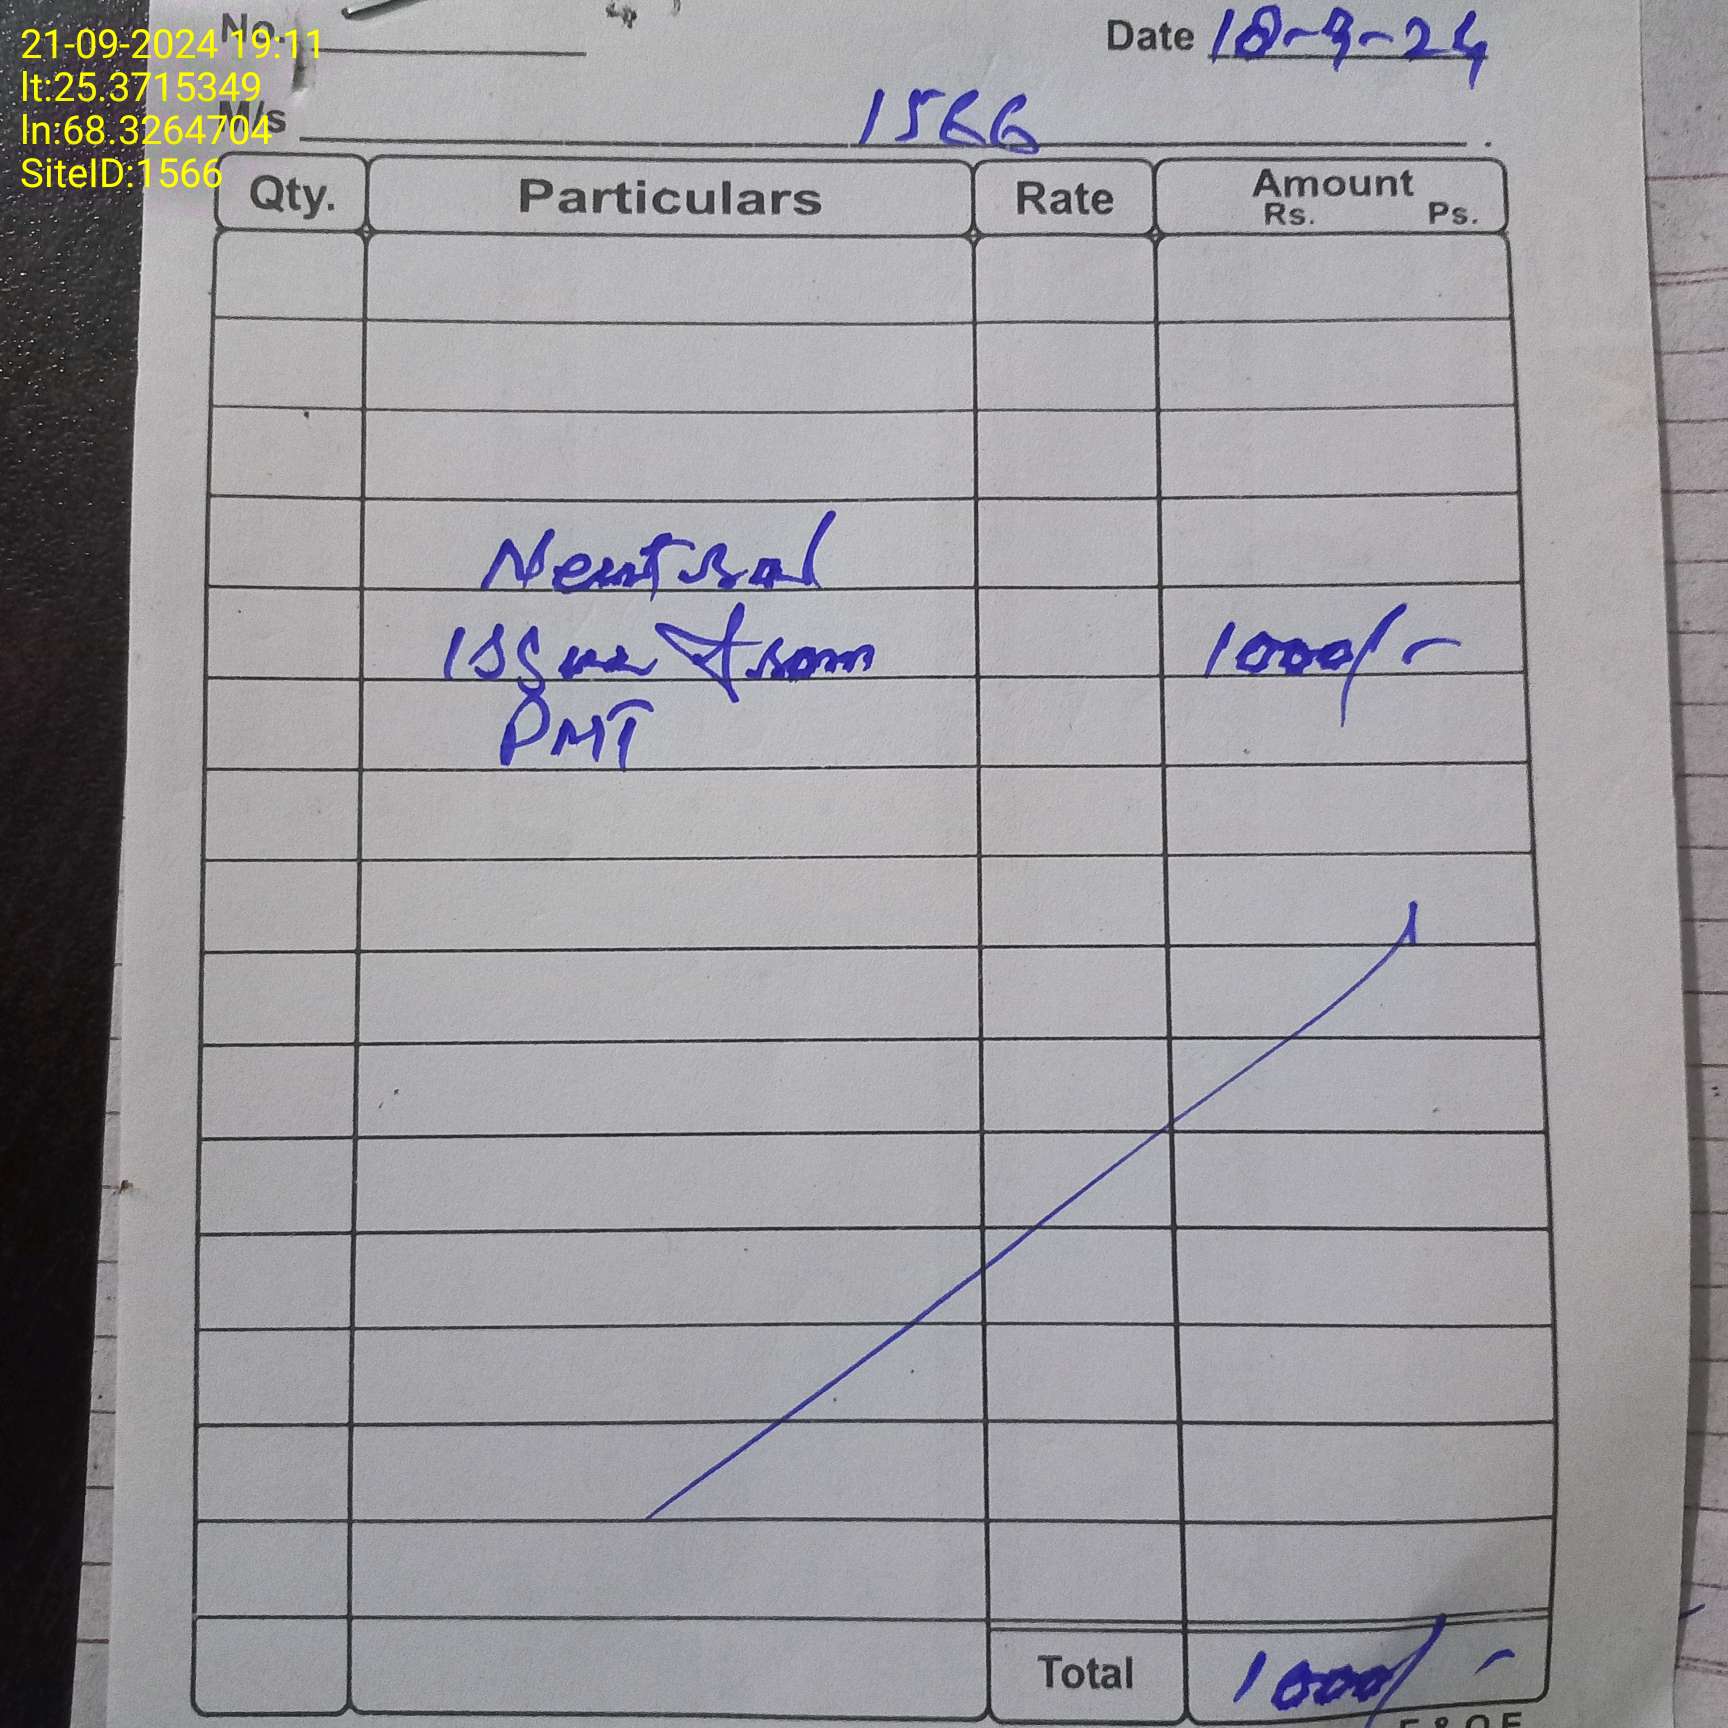 21-09-2024 19:11
lt:25.3715349
ln:68.3264704
SiteID:1566
No.
Date 18-9-24
M/s 1566
Qty. Particulars Rate Amount
Rs. Ps.
Neutral
issue from 1000/-
PMT
Total 1000/-
E & O E